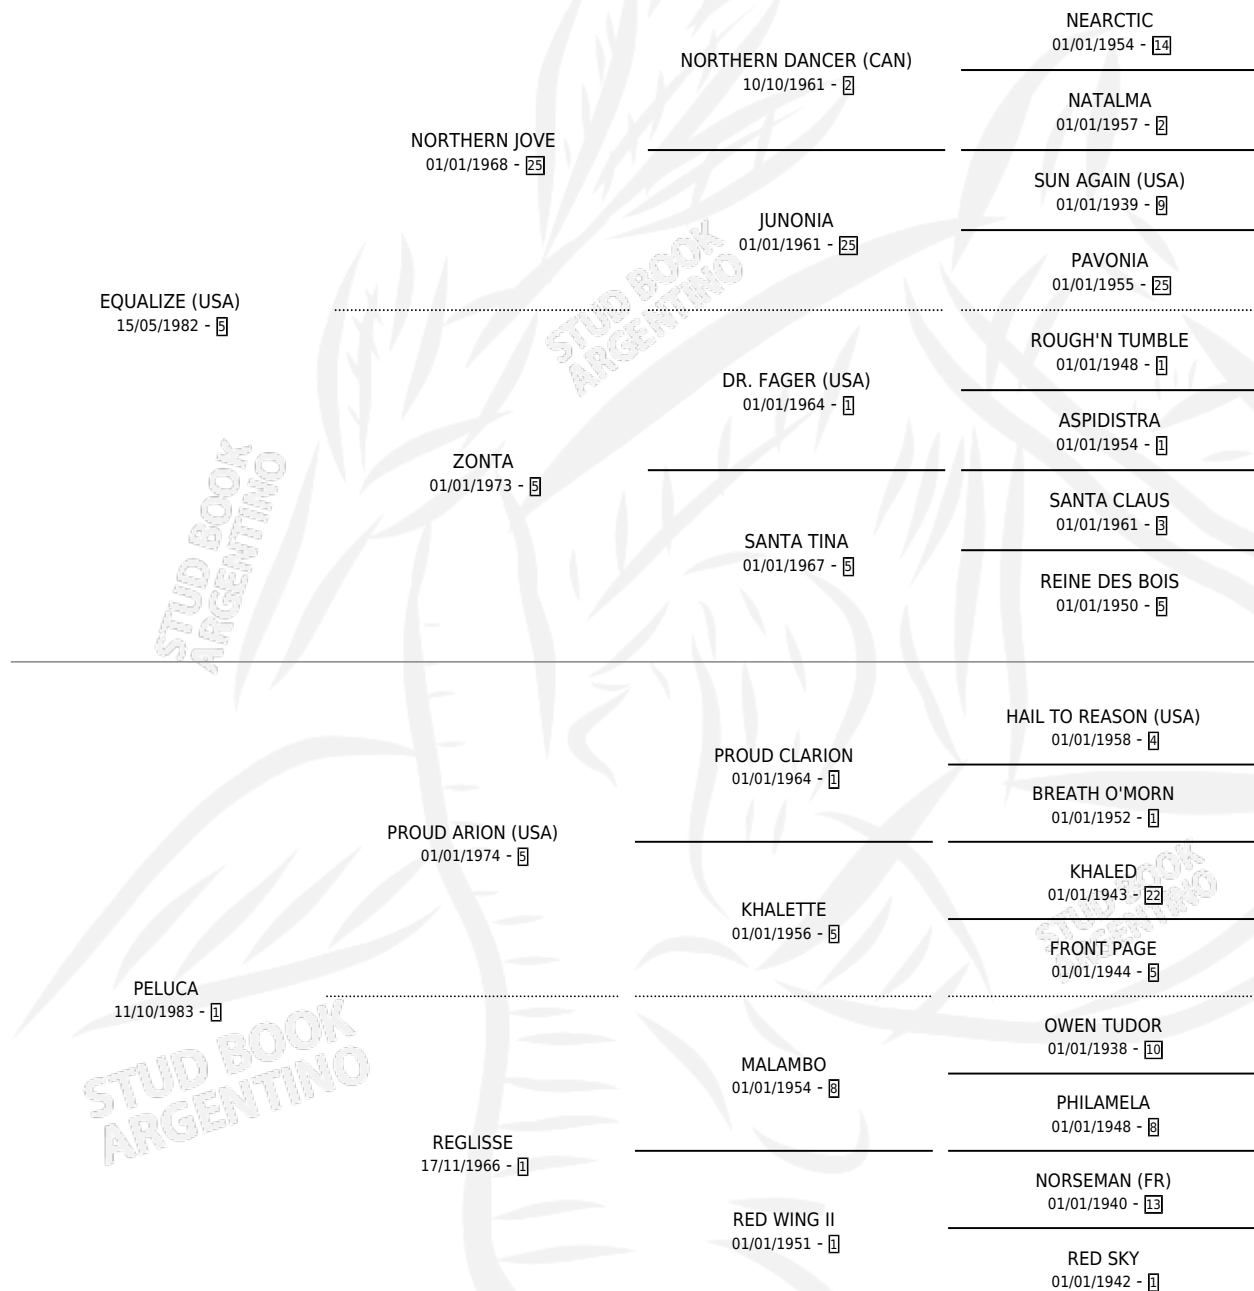 NEARCTIC
01/01/1954 - 14
NORTHERN DANCER (CAN)
10/10/1961 - 2
NATALMA
01/01/1957 - 2
NORTHERN JOVE
01/01/1968 - 25
SUN AGAIN (USA)
01/01/1939 - 9
JUNONIA
01/01/1961 - 25
PAVONIA
01/01/1955 - 25
EQUALIZE (USA)
15/05/1982 - 5
ROUGH'N TUMBLE
01/01/1948 - 1
DR. FAGER (USA)
01/01/1964 - 1
ASPIDISTRA
01/01/1954 - 1
ZONTA
01/01/1973 - 5
SANTA CLAUS
01/01/1961 - 3
SANTA TINA
01/01/1967 - 5
REINE DES BOIS
01/01/1950 - 5
HAIL TO REASON (USA)
01/01/1958 - 4
PROUD CLARION
01/01/1964 - 1
BREATH O'MORN
01/01/1952 - 1
PROUD ARION (USA)
01/01/1974 - 5
KHALED
01/01/1943 - 22
KHALETTE
01/01/1956 - 5
FRONT PAGE
01/01/1944 - 5
PELUCA
11/10/1983 - 1
OWEN TUDOR
01/01/1938 - 10
MALAMBO
01/01/1954 - 8
PHILAMELA
01/01/1948 - 8
REGLISSE
17/11/1966 - 1
NORSEMAN (FR)
01/01/1940 - 13
RED WING II
01/01/1951 - 1
RED SKY
01/01/1942 - 1
STUD BOOK
ARGENTINO
STUD BOOK
ARGENTINO
STUD BOOK
ARGENTINO
STUD BOOK
ARGENTINO